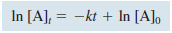 ln [A]ₜ = −kt + ln [A]₀